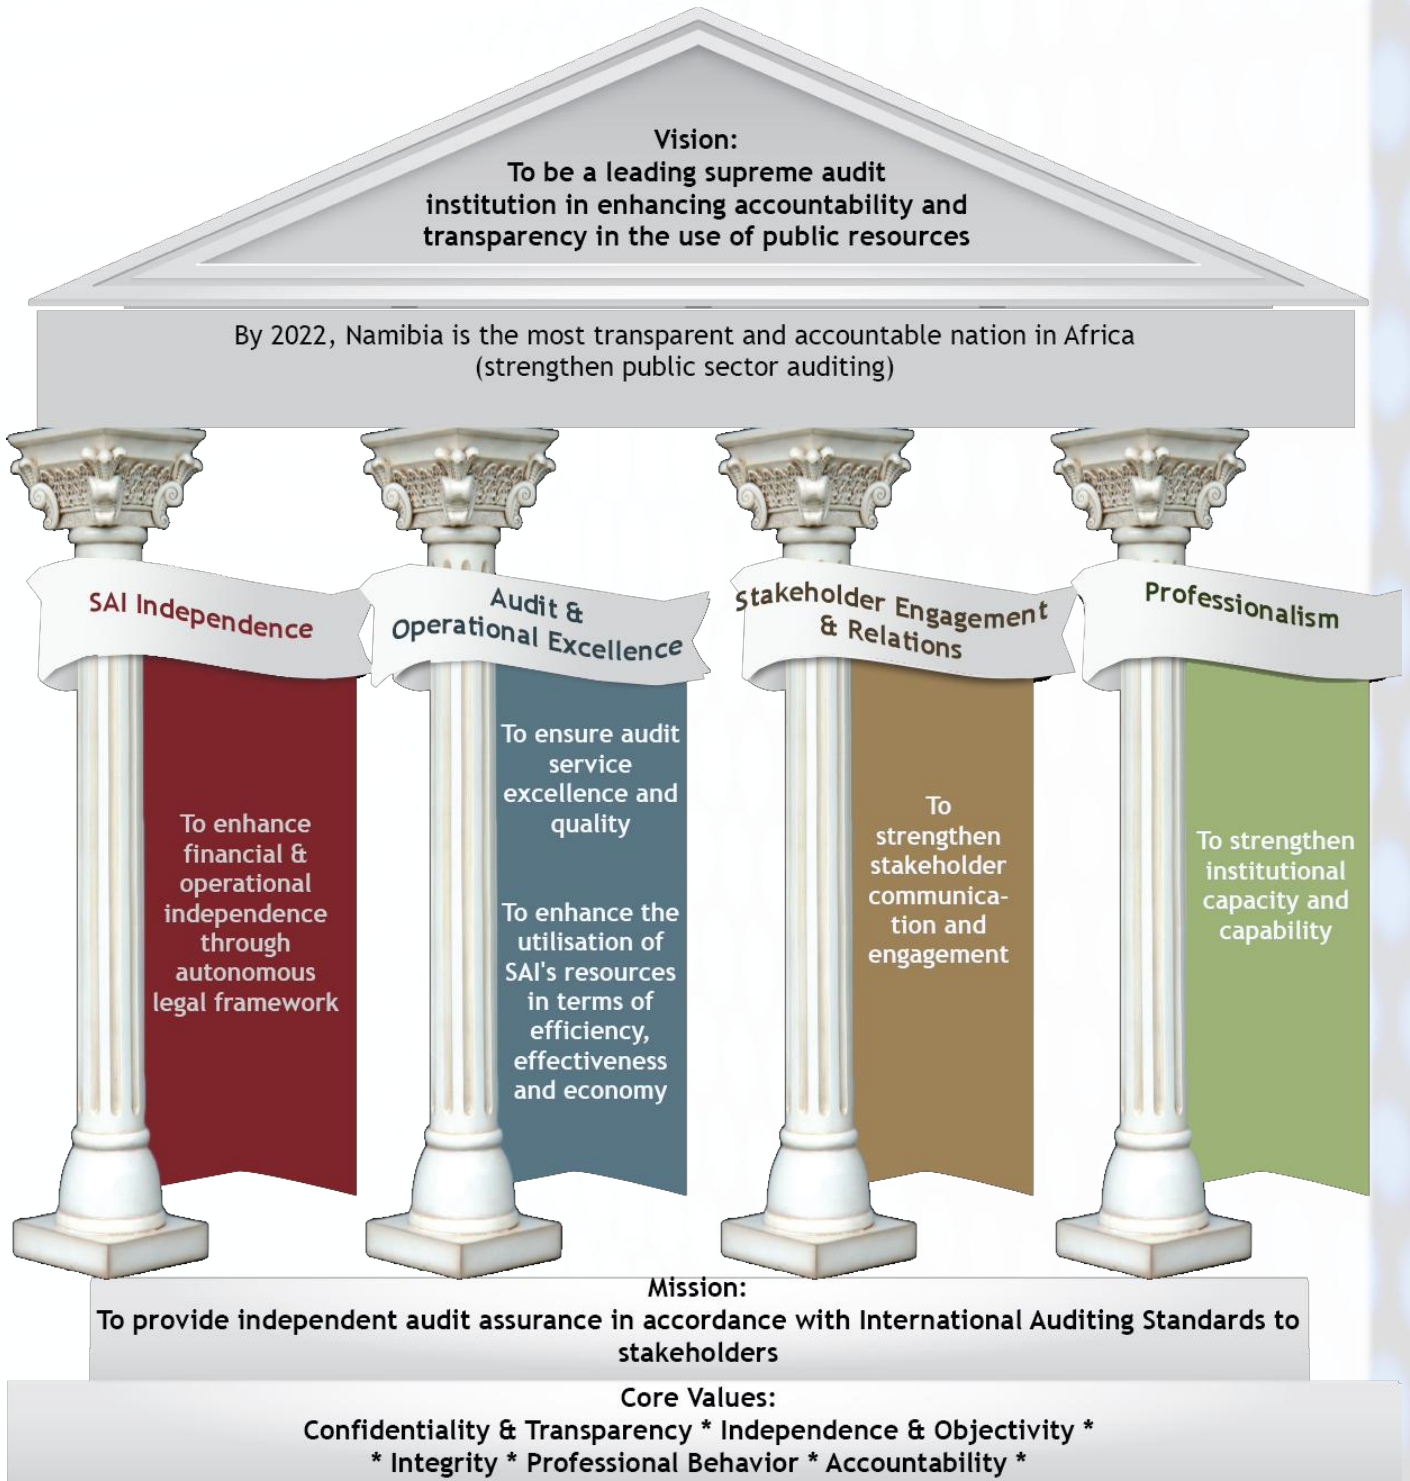 Vision:
To be a leading supreme audit
institution in enhancing accountability and
transparency in the use of public resources
By 2022, Namibia is the most transparent and accountable nation in Africa
(strengthen public sector auditing)
SAI Independence
To enhance
financial &
operational
independence
through
autonomous
legal framework
Audit &
Operational Excellence
To ensure audit
service
excellence and
quality
To enhance the
utilisation of
SAI's resources
in terms of
efficiency,
effectiveness
and economy
Stakeholder Engagement
& Relations
To
strengthen
stakeholder
communica-
tion and
engagement
Professionalism
To strengthen
institutional
capacity and
capability
Mission:
To provide independent audit assurance in accordance with International Auditing Standards to
stakeholders
Core Values:
Confidentiality & Transparency * Independence & Objectivity *
* Integrity * Professional Behavior * Accountability *